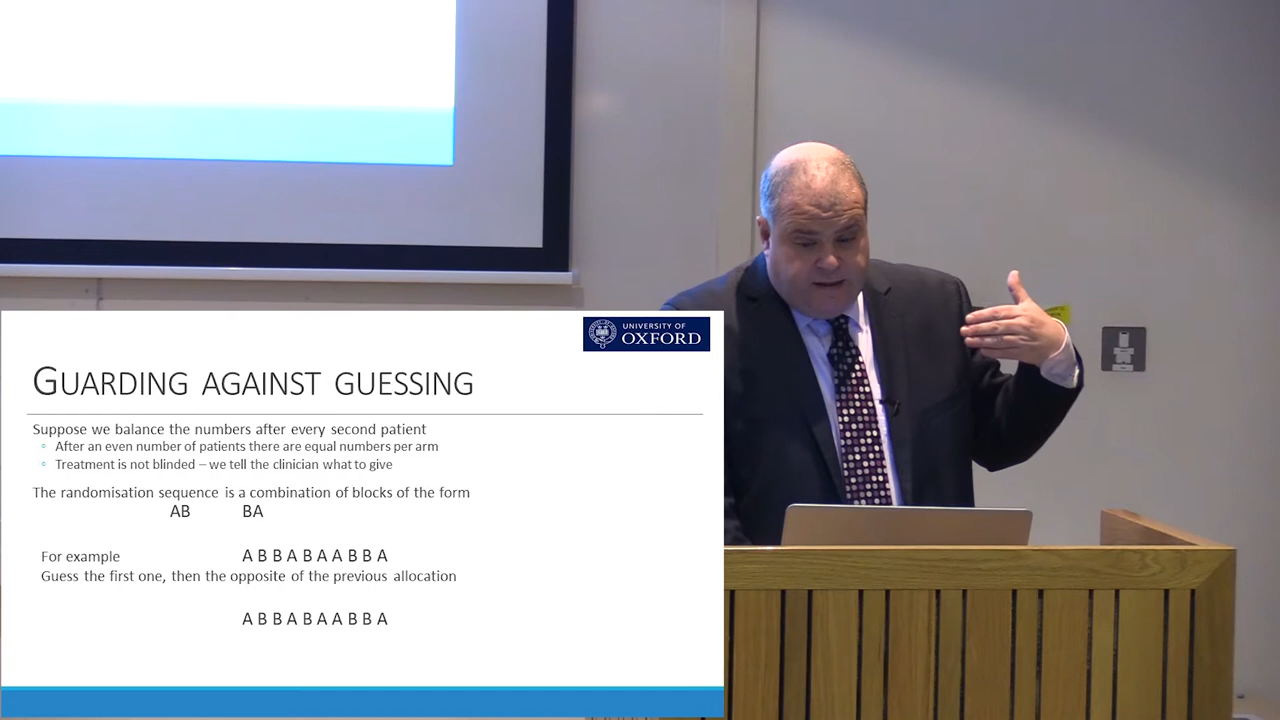 UNIVERSITY OF
OXFORD
GUARDING AGAINST GUESSING
Suppose we balance the numbers after every second patient
After an even number of patients there are equal numbers per arm
Treatment is not blinded – we tell the clinician what to give
The randomisation sequence is a combination of blocks of the form
AB BA
For example A B B A B A A B B A
Guess the first one, then the opposite of the previous allocation
A B B A B A A B B A